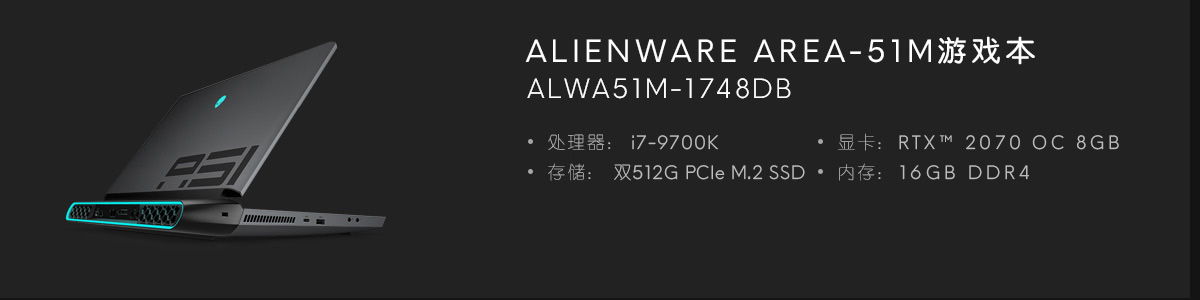 ALIENWARE AREA-51M游戏本
ALWA51M-1748DB
• 处理器: i7-9700K
• 显卡: RTX™ 2070 OC 8GB
• 存储: 双512G PCIe M.2 SSD
• 内存: 16GB DDR4
A51